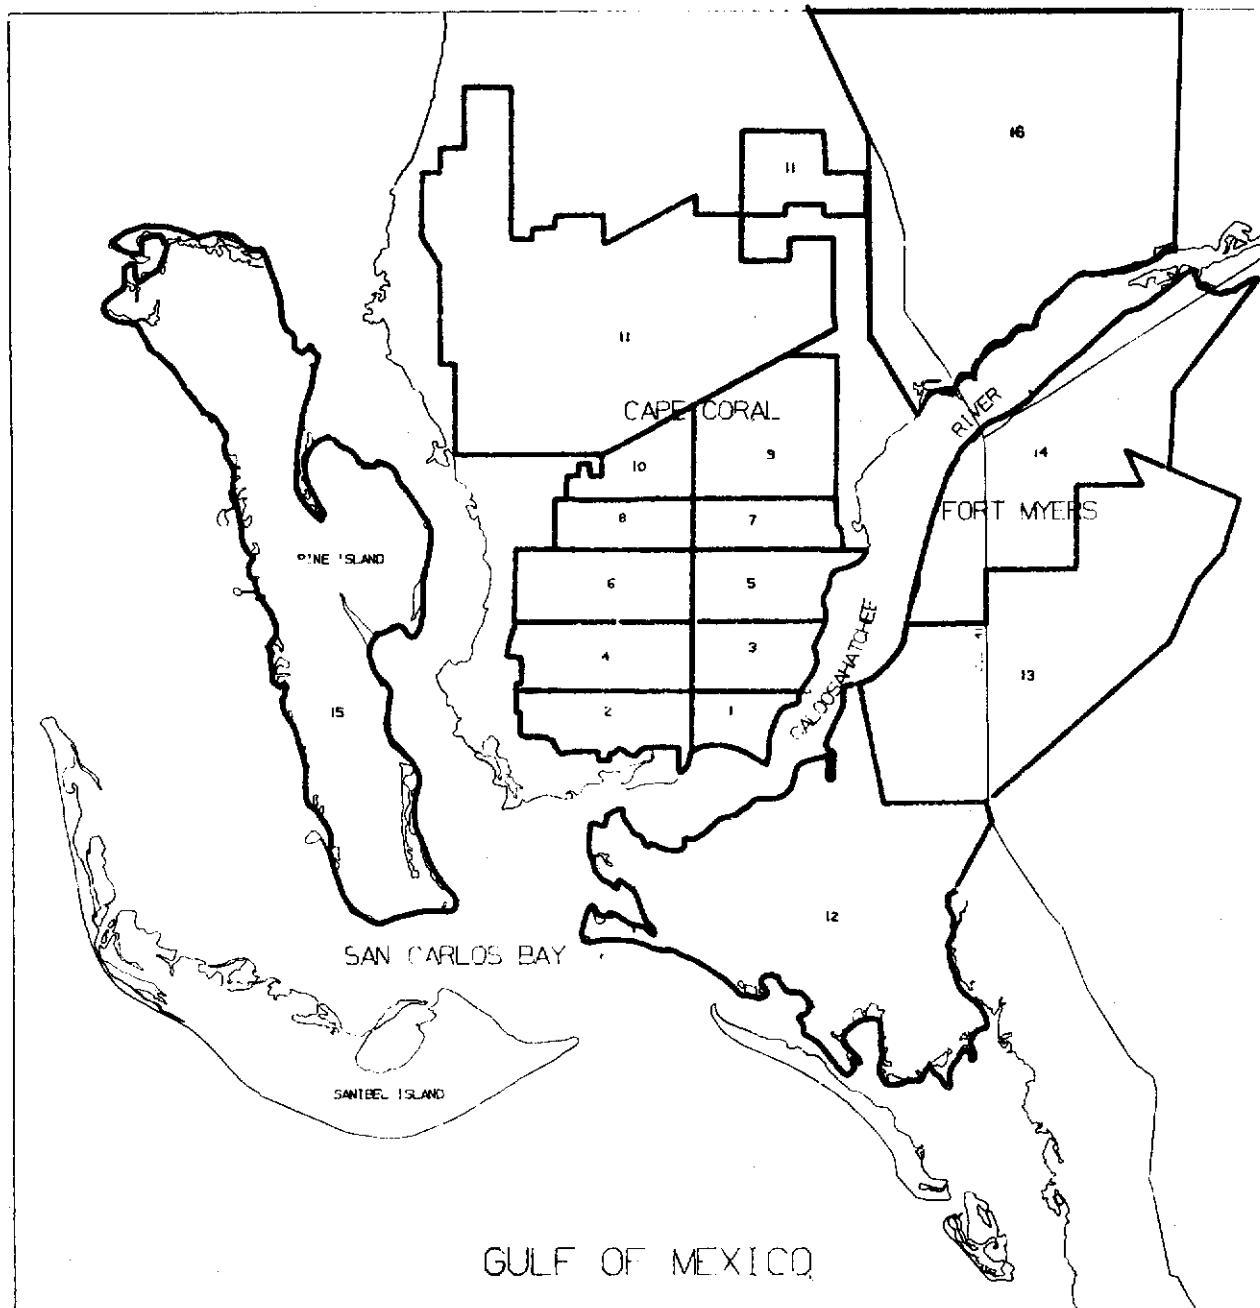 16
11
11
CAPE CORAL
RIVER
10
9
14
8
7
FORT MYERS
PINE ISLAND
6
5
CALOOSAHATCHEE
4
3
13
15
2
1
12
SAN CARLOS BAY
SANIBEL ISLAND
GULF OF MEXICO